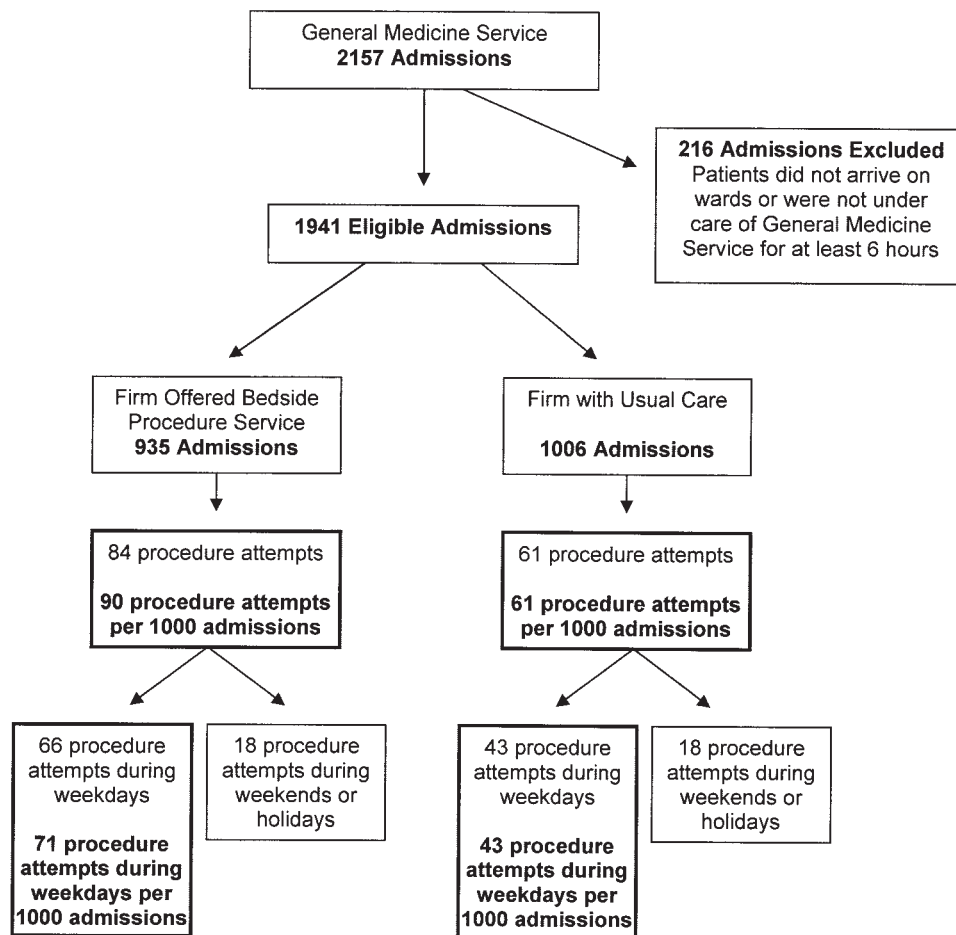 General Medicine Service
2157 Admissions
216 Admissions Excluded
Patients did not arrive on
wards or were not under
care of General Medicine
Service for at least 6 hours
1941 Eligible Admissions
Firm Offered Bedside
Procedure Service
935 Admissions
Firm with Usual Care
1006 Admissions
84 procedure attempts
90 procedure attempts
per 1000 admissions
61 procedure attempts
61 procedure attempts
per 1000 admissions
66 procedure
attempts during
weekdays
71 procedure
attempts during
weekdays per
1000 admissions
18 procedure
attempts during
weekends or
holidays
43 procedure
attempts during
weekdays
43 procedure
attempts during
weekdays per
1000 admissions
18 procedure
attempts during
weekends or
holidays